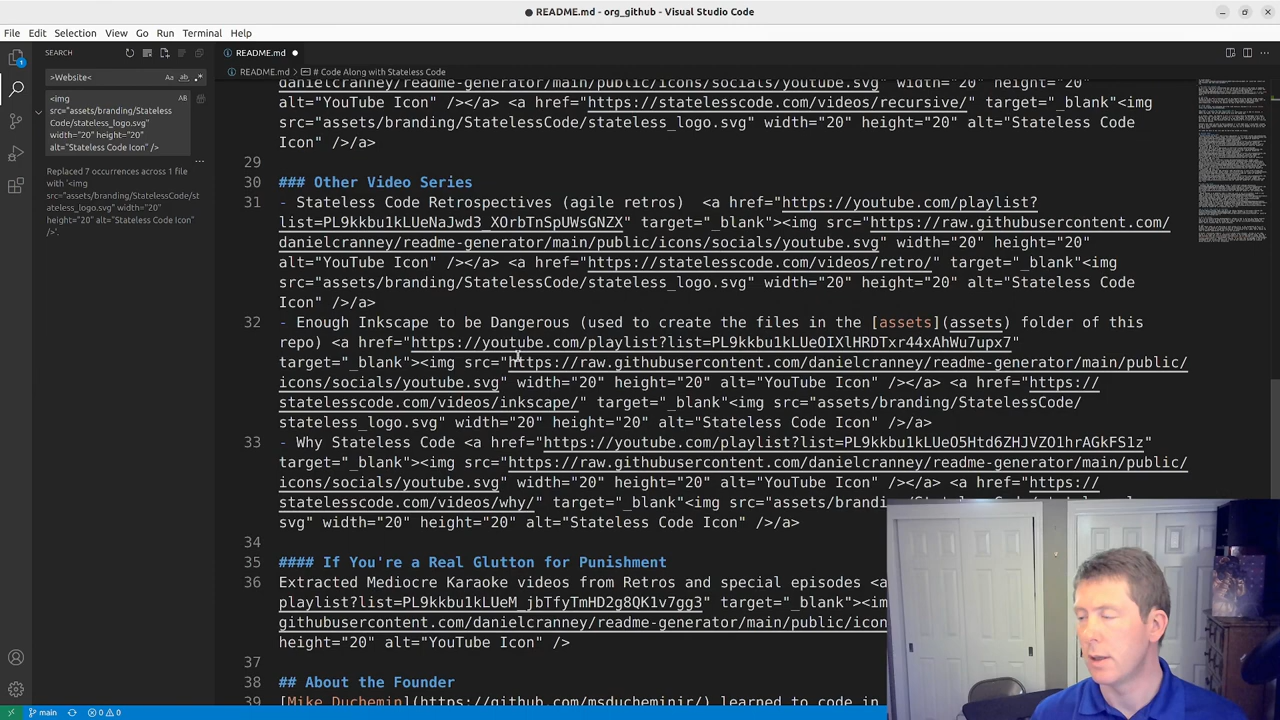 README.md - org_github - Visual Studio Code
File Edit Selection View Go Run Terminal Help
SEARCH
README.md
>Website<
README.md > # Code Along with Stateless Code
<img
src="assets/branding/Stateless
Code/stateless_logo.svg"
width="20" height="20"
alt="Stateless Code Icon" />
Replaced 7 occurrences across 1 file
with '<img
src="assets/branding/StatelessCode/st
ateless_logo.svg" width="20"
height="20" alt="Stateless Code Icon"
/>'.
danielcranney/readme-generator/main/public/icons/socials/youtube.svg" width="20" height="20"
alt="YouTube Icon" /></a> <a href="https://statelesscode.com/videos/recursive/" target="_blank"<img
src="assets/branding/StatelessCode/stateless_logo.svg" width="20" height="20" alt="Stateless Code
Icon" />/a>
29
30 ### Other Video Series
31 - Stateless Code Retrospectives (agile retros)  <a href="https://youtube.com/playlist?
list=PL9kkbu1kLUeNaJwd3_XOrbTnSpUWsGNZX" target="_blank"><img src="https://raw.githubusercontent.com/
danielcranney/readme-generator/main/public/icons/socials/youtube.svg" width="20" height="20"
alt="YouTube Icon" /></a> <a href="https://statelesscode.com/videos/retro/" target="_blank"<img
src="assets/branding/StatelessCode/stateless_logo.svg" width="20" height="20" alt="Stateless Code
Icon" />/a>
32 - Enough Inkscape to be Dangerous (used to create the files in the [assets](assets) folder of this
repo) <a href="https://youtube.com/playlist?list=PL9kkbu1kLUeOIXlHRDTxr44xAhWu7upx7"
target="_blank"><img src="https://raw.githubusercontent.com/danielcranney/readme-generator/main/public/
icons/socials/youtube.svg" width="20" height="20" alt="YouTube Icon" /></a> <a href="https://
statelesscode.com/videos/inkscape/" target="_blank"<img src="assets/branding/StatelessCode/
stateless_logo.svg" width="20" height="20" alt="Stateless Code Icon" />/a>
33 - Why Stateless Code <a href="https://youtube.com/playlist?list=PL9kkbu1kLUeO5Htd6ZHJVZO1hrAGkFS1z"
target="_blank"><img src="https://raw.githubusercontent.com/danielcranney/readme-generator/main/public/
icons/socials/youtube.svg" width="20" height="20" alt="YouTube Icon" /></a> <a href="https://
statelesscode.com/videos/why/" target="_blank"<img src="assets/
svg" width="20" height="20" alt="Stateless Code Icon" />/a>
34
35 #### If You're a Real Glutton for Punishment
36 Extracted Mediocre Karaoke videos from Retros and special episodes <a
playlist?list=PL9kkbu1kLUeM_jbTfyTmHD2g8QK1v7gg3" target="_blank"><im
githubusercontent.com/danielcranney/readme-generator/main/public/icon
height="20" alt="YouTube Icon" />
37
38 ## About the Founder
39 [Mike Duchemin](https://github.com/msducheminjr/) learned to code in
main 0 0